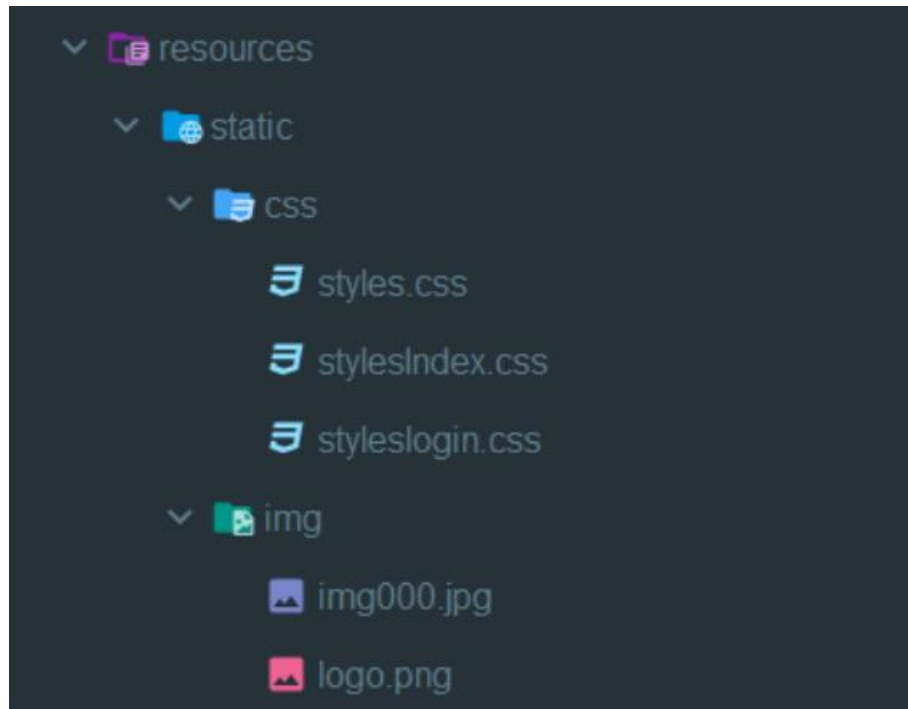 resources
static
css
styles.css
stylesIndex.css
styleslogin.css
img
img000.jpg
logo.png